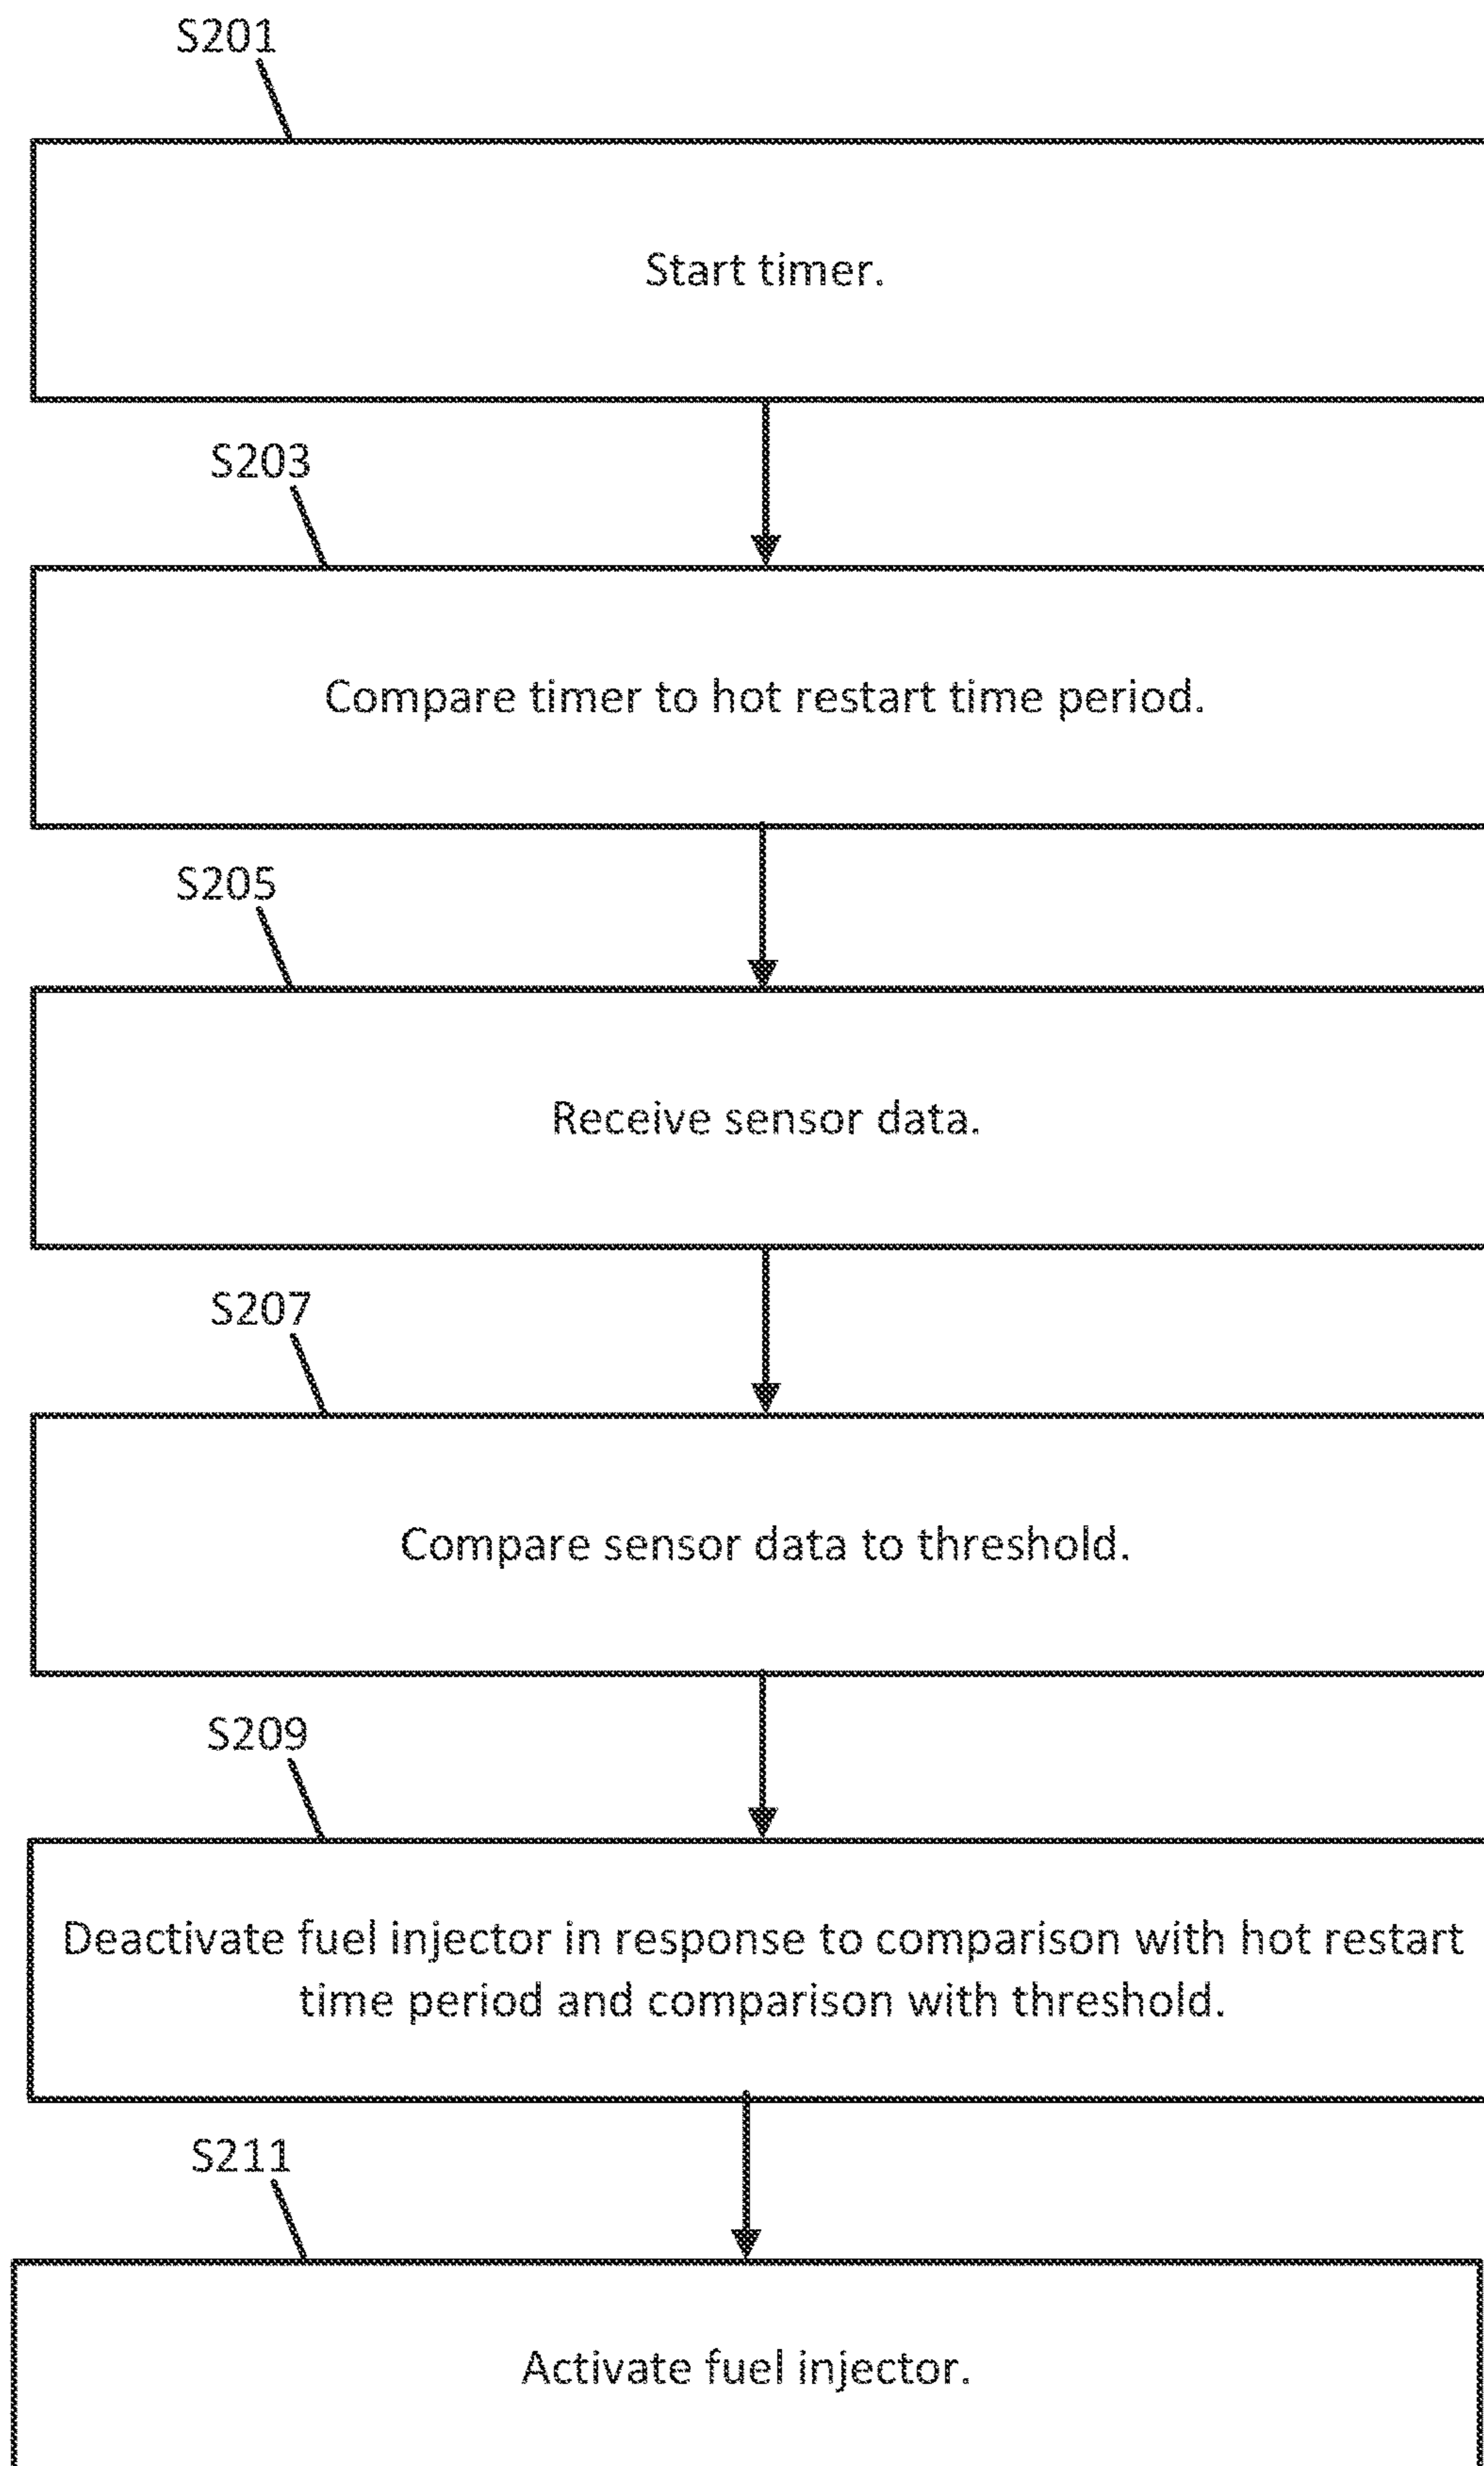 S201
Start timer.
S203
Compare timer to hot restart time period.
S205
Receive sensor data.
S207
Compare sensor data to threshold.
S209
Deactivate fuel injector in response to comparison with hot restart
time period and comparison with threshold.
S211
Activate fuel injector.